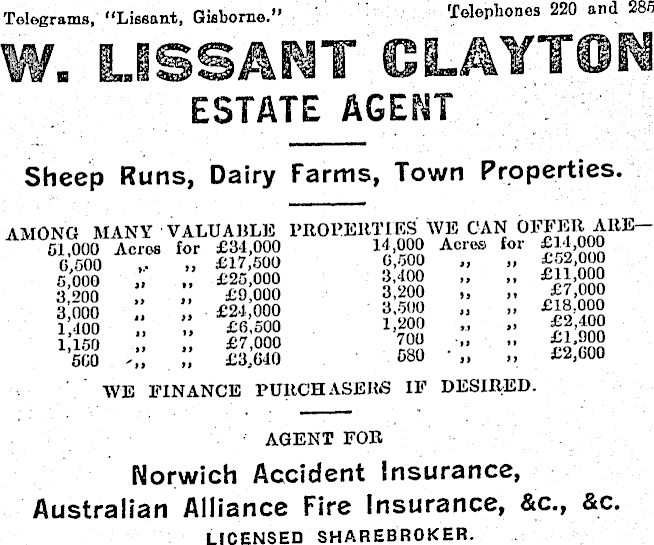 Telegrams, "Lissant, Gisborne." Telephones 220 and 285
W. LISSANT CLAYTON
ESTATE AGENT
Sheep Runs, Dairy Farms, Town Properties.
AMONG MANY VALUABLE PROPERTIES WE CAN OFFER ARE—
51,000 Acres for £34,000 14,000 Acres for £14,000
6,500 ,, ,, £17,500 6,500 ,, ,, £52,000
5,000 ,, ,, £25,000 3,400 ,, ,, £11,000
3,200 ,, ,, £9,000 3,200 ,, ,, £7,000
3,000 ,, ,, £24,000 3,500 ,, ,, £18,000
1,400 ,, ,, £6,500 1,200 ,, ,, £2,400
1,150 ,, ,, £7,000 700 ,, ,, £1,900
560 ,, ,, £3,640 580 ,, ,, £2,600
WE FINANCE PURCHASERS IF DESIRED.
AGENT FOR
Norwich Accident Insurance,
Australian Alliance Fire Insurance, &c., &c.
LICENSED SHAREBROKER.